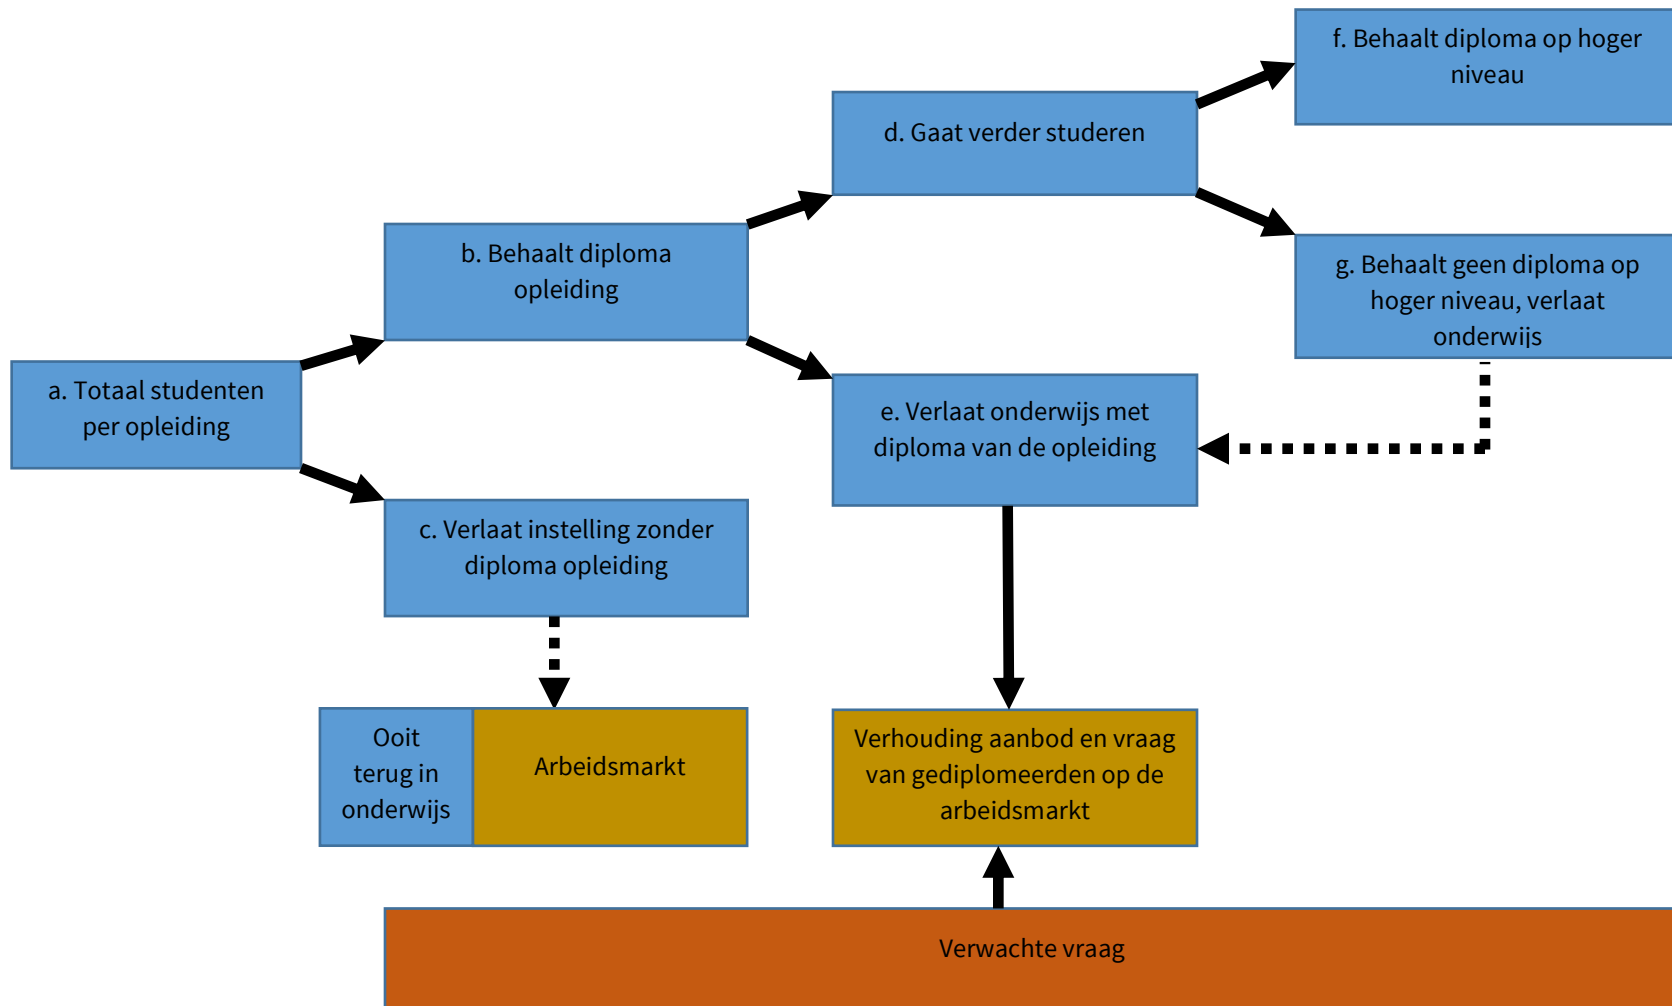 f. Behaalt diploma op hoger
niveau
d. Gaat verder studeren
b. Behaalt diploma
opleiding
g. Behaalt geen diploma op
hoger niveau, verlaat
onderwijs
a. Totaal studenten
per opleiding
e. Verlaat onderwijs met
diploma van de opleiding
c. Verlaat instelling zonder
diploma opleiding
Ooit
terug in
onderwijs
Arbeidsmarkt
Verhouding aanbod en vraag
van gediplomeerden op de
arbeidsmarkt
Verwachte vraag